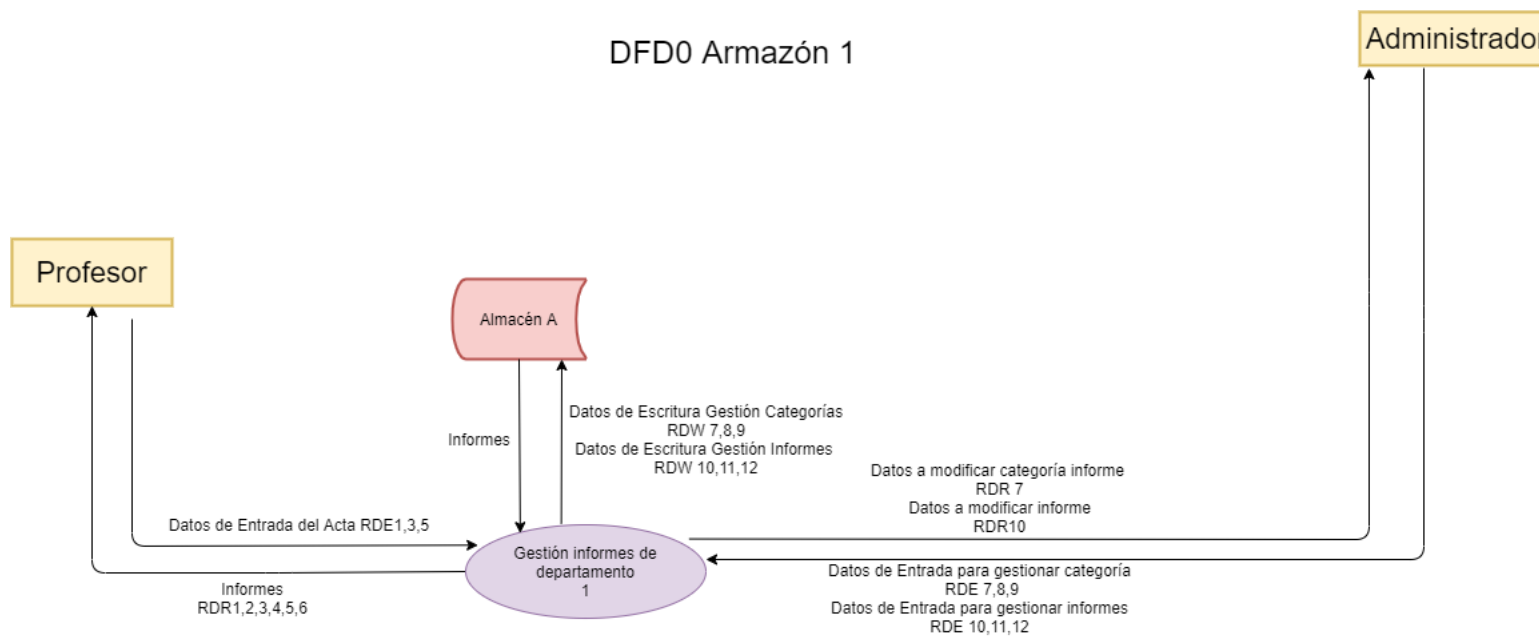 DFD0 Armazón 1
Administrador
Profesor
Almacén A
Informes
Datos de Escritura Gestión Categorías
RDW 7,8,9
Datos de Escritura Gestión Informes
RDW 10,11,12
Datos a modificar categoría informe
RDR 7
Datos a modificar informe
RDR10
Datos de Entrada del Acta RDE1,3,5
Gestión informes de
departamento
1
Informes
RDR1,2,3,4,5,6
Datos de Entrada para gestionar categoría
RDE 7,8,9
Datos de Entrada para gestionar informes
RDE 10,11,12